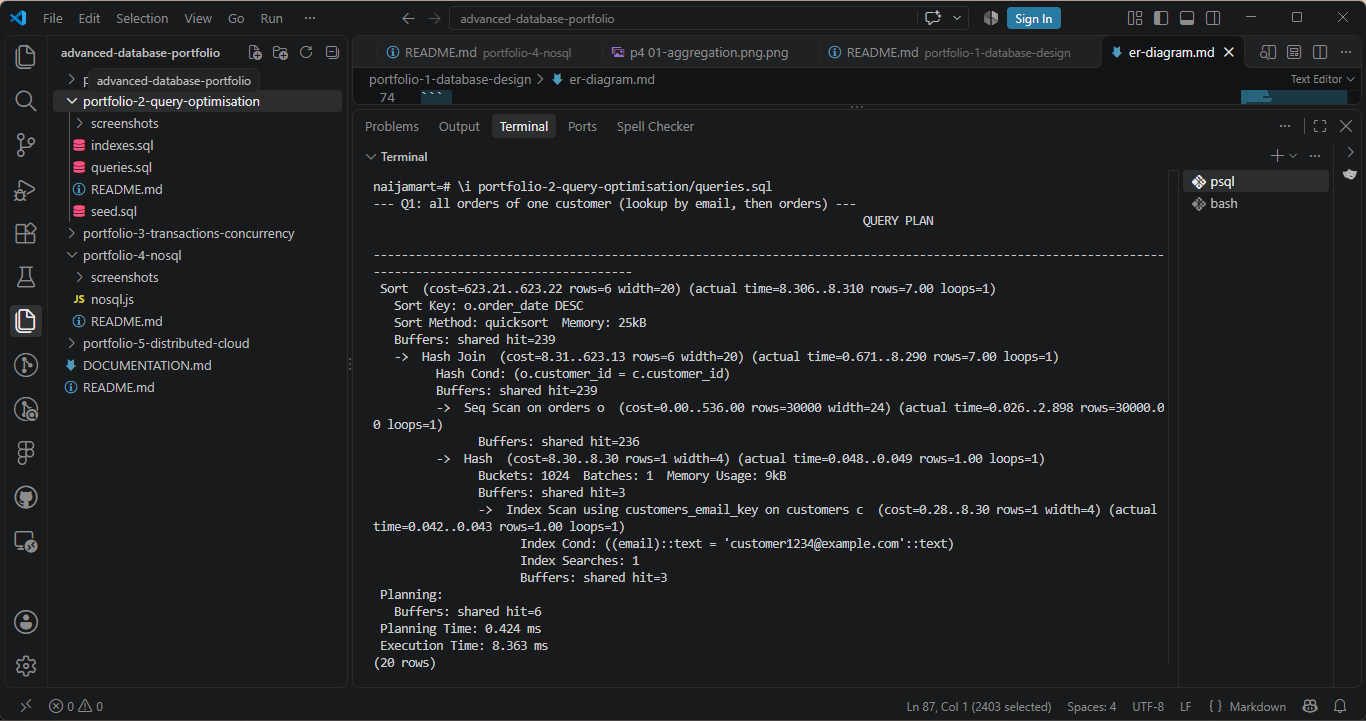 File Edit Selection View Go Run ··· advanced-database-portfolio Sign In
advanced-database-portfolio
README.md portfolio-4-nosql p4 01-aggregation.png.png README.md portfolio-1-database-design er-diagram.md
p
advanced-database-portfolio
portfolio-1-database-design > er-diagram.md
Text Editor
74 ```
portfolio-2-query-optimisation
screenshots
indexes.sql
queries.sql
README.md
seed.sql
portfolio-3-transactions-concurrency
portfolio-4-nosql
screenshots
JS nosql.js
README.md
portfolio-5-distributed-cloud
DOCUMENTATION.md
README.md
Problems Output Terminal Ports Spell Checker
Terminal
psql
bash
naijamart=# \i portfolio-2-query-optimisation/queries.sql
--- Q1: all orders of one customer (lookup by email, then orders) ---
QUERY PLAN
-----------------------------------------------------------------------------------------------------------------
-------------------------------------
Sort (cost=623.21..623.22 rows=6 width=20) (actual time=8.306..8.310 rows=7.00 loops=1)
Sort Key: o.order_date DESC
Sort Method: quicksort Memory: 25kB
Buffers: shared hit=239
-> Hash Join (cost=8.31..623.13 rows=6 width=20) (actual time=0.671..8.290 rows=7.00 loops=1)
Hash Cond: (o.customer_id = c.customer_id)
Buffers: shared hit=239
-> Seq Scan on orders o (cost=0.00..536.00 rows=30000 width=24) (actual time=0.026..2.898 rows=30000.0
0 loops=1)
Buffers: shared hit=236
-> Hash (cost=8.30..8.30 rows=1 width=4) (actual time=0.048..0.049 rows=1.00 loops=1)
Buckets: 1024 Batches: 1 Memory Usage: 9kB
Buffers: shared hit=3
-> Index Scan using customers_email_key on customers c (cost=0.28..8.30 rows=1 width=4) (actual
time=0.042..0.043 rows=1.00 loops=1)
Index Cond: ((email)::text = 'customer1234@example.com'::text)
Index Searches: 1
Buffers: shared hit=3
Planning:
Buffers: shared hit=6
Planning Time: 0.424 ms
Execution Time: 8.363 ms
(20 rows)
0 0 Ln 87, Col 1 (2403 selected) Spaces: 4 UTF-8 LF { } Markdown